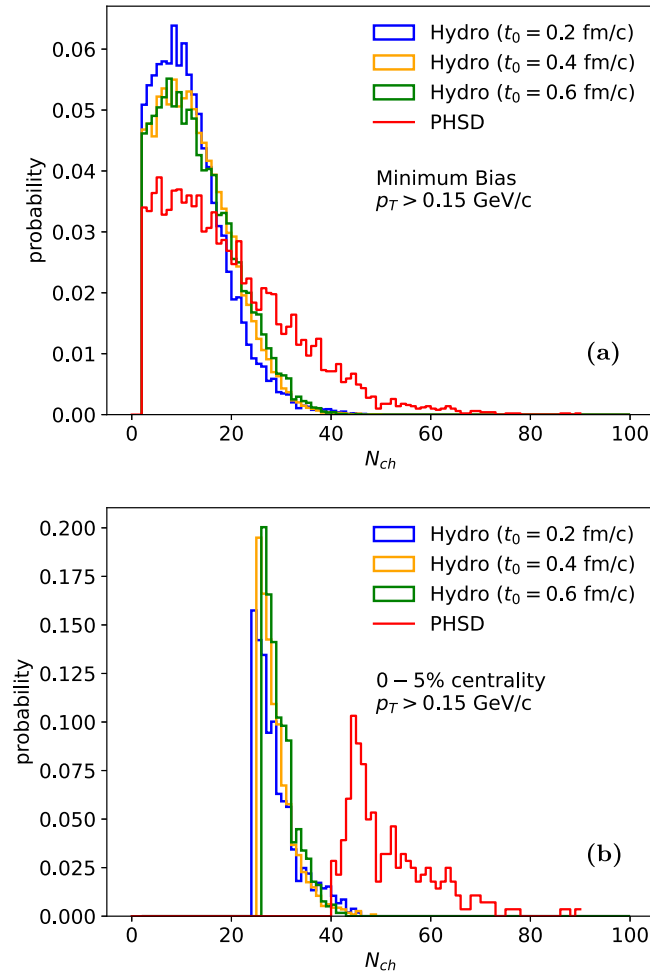 0.06
0.05
0.04
0.03
0.02
0.01
0.00
probability
Hydro (t₀ = 0.2 fm/c)
Hydro (t₀ = 0.4 fm/c)
Hydro (t₀ = 0.6 fm/c)
PHSD
Minimum Bias
p_T > 0.15 GeV/c
(a)
0 20 40 60 80 100
N_ch
0.200
0.175
0.150
0.125
0.100
0.075
0.050
0.025
0.000
probability
Hydro (t₀ = 0.2 fm/c)
Hydro (t₀ = 0.4 fm/c)
Hydro (t₀ = 0.6 fm/c)
PHSD
0 − 5% centrality
p_T > 0.15 GeV/c
(b)
0 20 40 60 80 100
N_ch